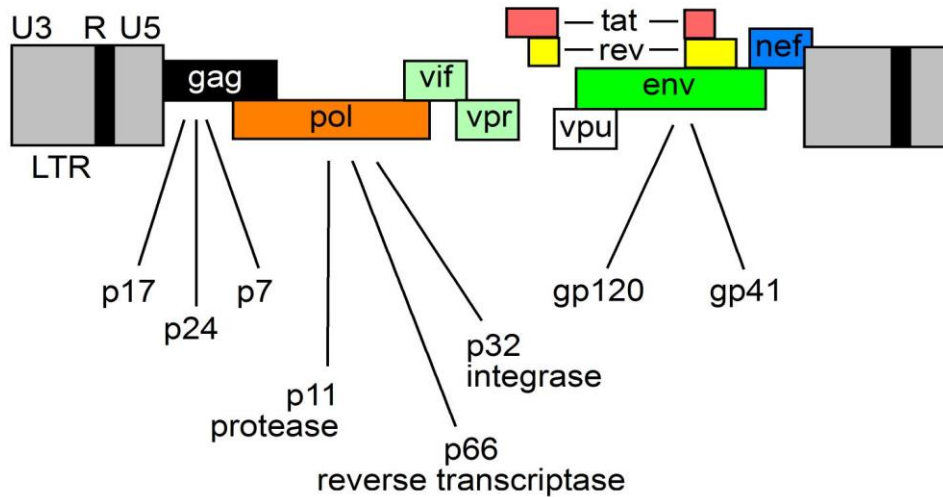 U3 R U5
tat
rev
nef
gag
vif
env
pol
vpr
vpu
LTR
p17
p24
p7
gp120
gp41
p32
integrase
p11
protease
p66
reverse transcriptase